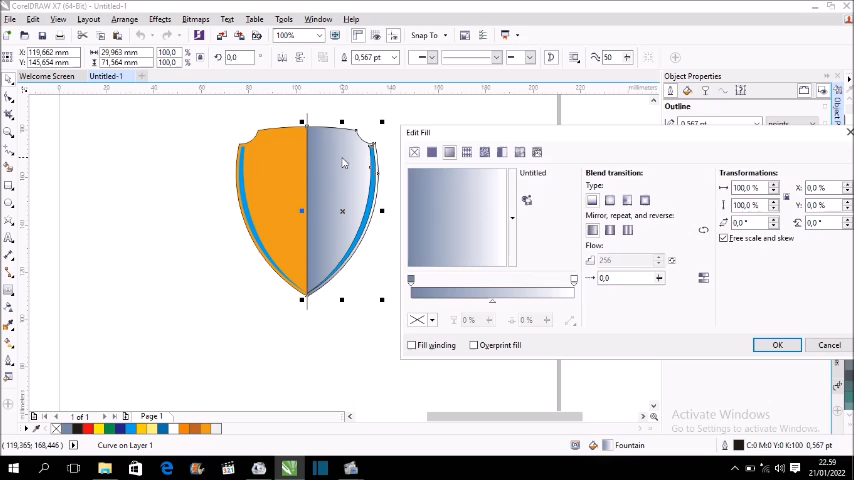 CorelDRAW X7 (64-Bit) - Untitled-1
File Edit View Layout Arrange Effects Bitmaps Text Table Tools Window Help
100% Snap To
X: 119,662 mm 29,963 mm 100,0 % 0,0 0,567 pt 50
Y: 145,654 mm 71,564 mm 100,0 %
Welcome Screen Untitled-1
millimeters
Object Properties
Outline
0,567 pt points
Edit Fill
Untitled
Blend transition:
Type:
Mirror, repeat, and reverse:
Flow:
256
0,0
Transformations:
100,0 % X: 0,0 %
100,0 % Y: 0,0 %
0,0 ° 0,0 °
Free scale and skew
0 % 0 %
Fill winding Overprint fill
OK Cancel
1 of 1 Page 1
Activate Windows
Go to Settings to activate Windows.
(119,365; 168,446) Curve on Layer 1 Fountain C:0 M:0 Y:0 K:100 0,567 pt
22.59
21/01/2022